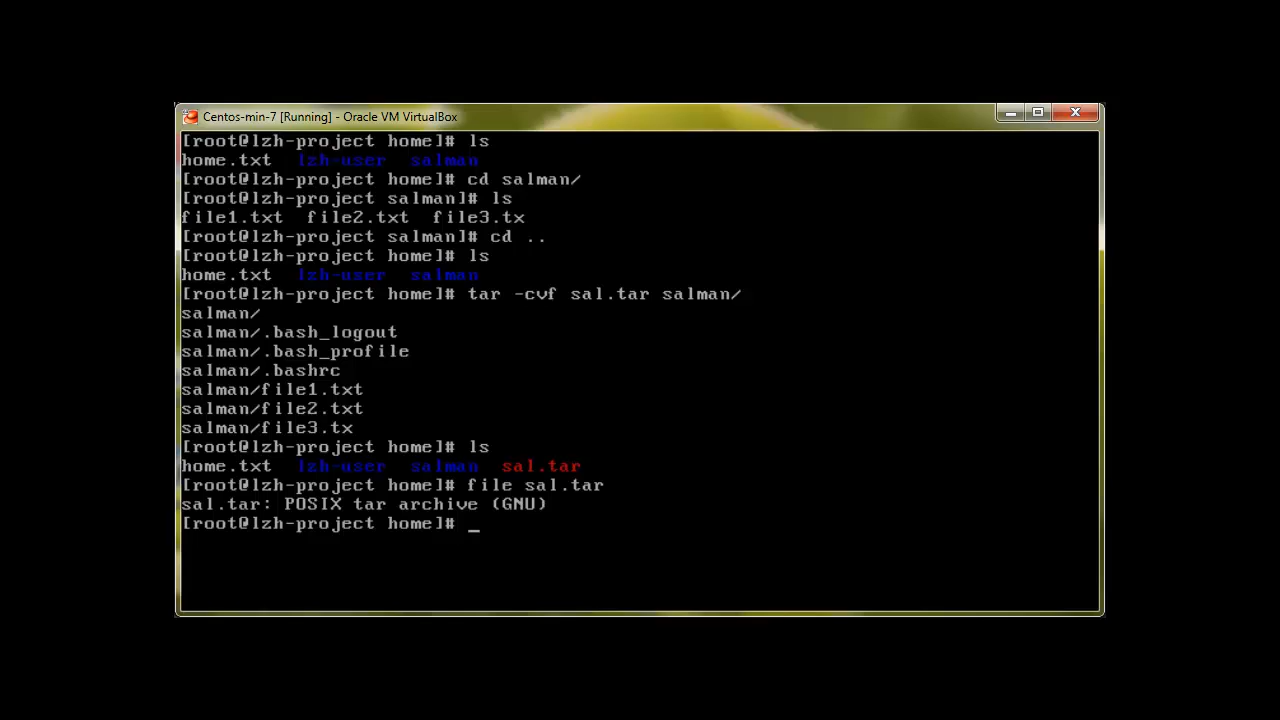 Centos-min-7 [Running] - Oracle VM VirtualBox
[root@lzh-project home]# ls
home.txt  lzh-user  salman
[root@lzh-project home]# cd salman/
[root@lzh-project salman]# ls
file1.txt  file2.txt  file3.tx
[root@lzh-project salman]# cd ..
[root@lzh-project home]# ls
home.txt  lzh-user  salman
[root@lzh-project home]# tar -cvf sal.tar salman/
salman/
salman/.bash_logout
salman/.bash_profile
salman/.bashrc
salman/file1.txt
salman/file2.txt
salman/file3.tx
[root@lzh-project home]# ls
home.txt  lzh-user  salman  sal.tar
[root@lzh-project home]# file sal.tar
sal.tar: POSIX tar archive (GNU)
[root@lzh-project home]# _